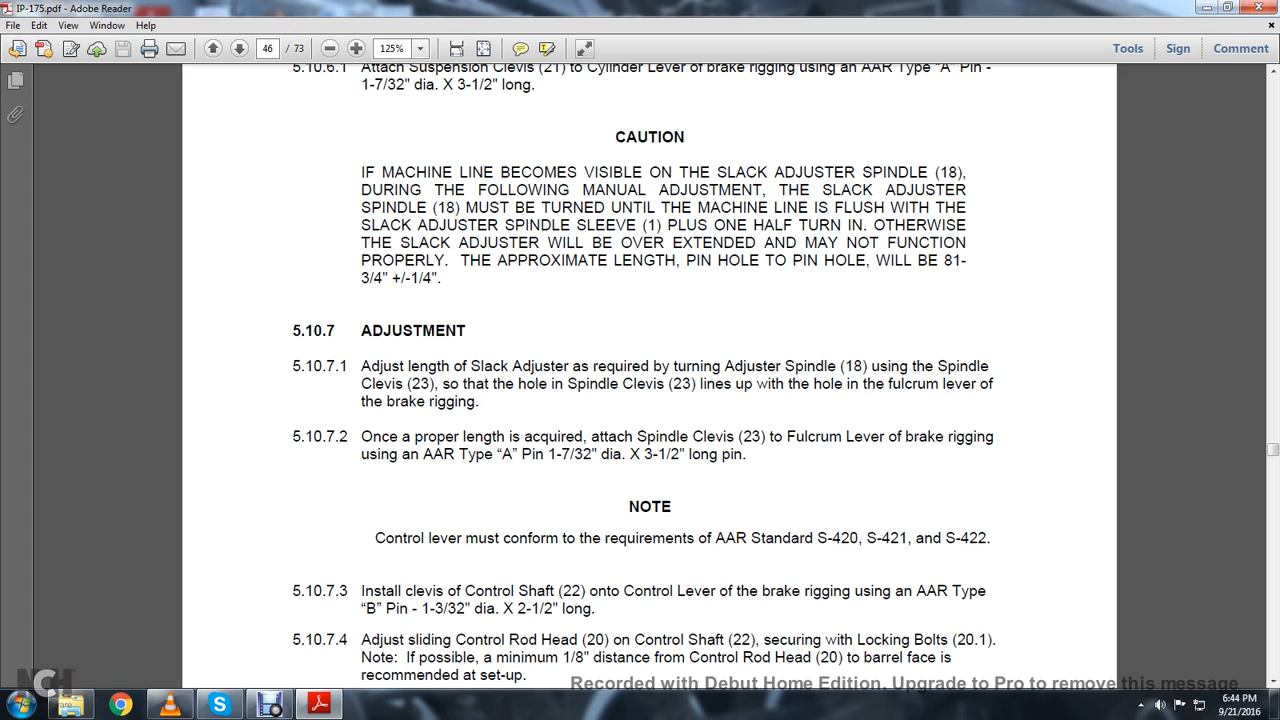 IP-175.pdf - Adobe Reader
File Edit View Window Help
46 / 73 125% Tools Sign Comment
5.10.6.1 Attach Suspension Clevis (21) to Cylinder Lever of brake rigging using an AAR Type "A" Pin -
1-7/32" dia. X 3-1/2" long.
CAUTION
IF MACHINE LINE BECOMES VISIBLE ON THE SLACK ADJUSTER SPINDLE (18),
DURING THE FOLLOWING MANUAL ADJUSTMENT, THE SLACK ADJUSTER
SPINDLE (18) MUST BE TURNED UNTIL THE MACHINE LINE IS FLUSH WITH THE
SLACK ADJUSTER SPINDLE SLEEVE (1) PLUS ONE HALF TURN IN. OTHERWISE
THE SLACK ADJUSTER WILL BE OVER EXTENDED AND MAY NOT FUNCTION
PROPERLY. THE APPROXIMATE LENGTH, PIN HOLE TO PIN HOLE, WILL BE 81-
3/4" +/-1/4".
5.10.7 ADJUSTMENT
5.10.7.1 Adjust length of Slack Adjuster as required by turning Adjuster Spindle (18) using the Spindle
Clevis (23), so that the hole in Spindle Clevis (23) lines up with the hole in the fulcrum lever of
the brake rigging.
5.10.7.2 Once a proper length is acquired, attach Spindle Clevis (23) to Fulcrum Lever of brake rigging
using an AAR Type “A” Pin 1-7/32" dia. X 3-1/2" long pin.
NOTE
Control lever must conform to the requirements of AAR Standard S-420, S-421, and S-422.
5.10.7.3 Install clevis of Control Shaft (22) onto Control Lever of the brake rigging using an AAR Type
“B” Pin - 1-3/32" dia. X 2-1/2" long.
5.10.7.4 Adjust sliding Control Rod Head (20) on Control Shaft (22), securing with Locking Bolts (20.1).
Note: If possible, a minimum 1/8" distance from Control Rod Head (20) to barrel face is
recommended at set-up.
NCH
Recorded with Debut Home Edition. Upgrade to Pro to remove this message
6:44 PM
9/21/2016